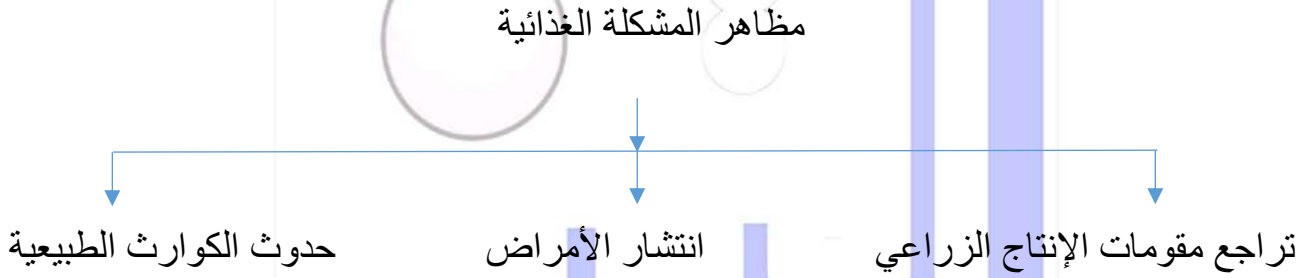 مظاهر المشكلة الغذائية
تراجع مقومات الإنتاج الزراعي
انتشار الأمراض
حدوث الكوارث الطبيعية